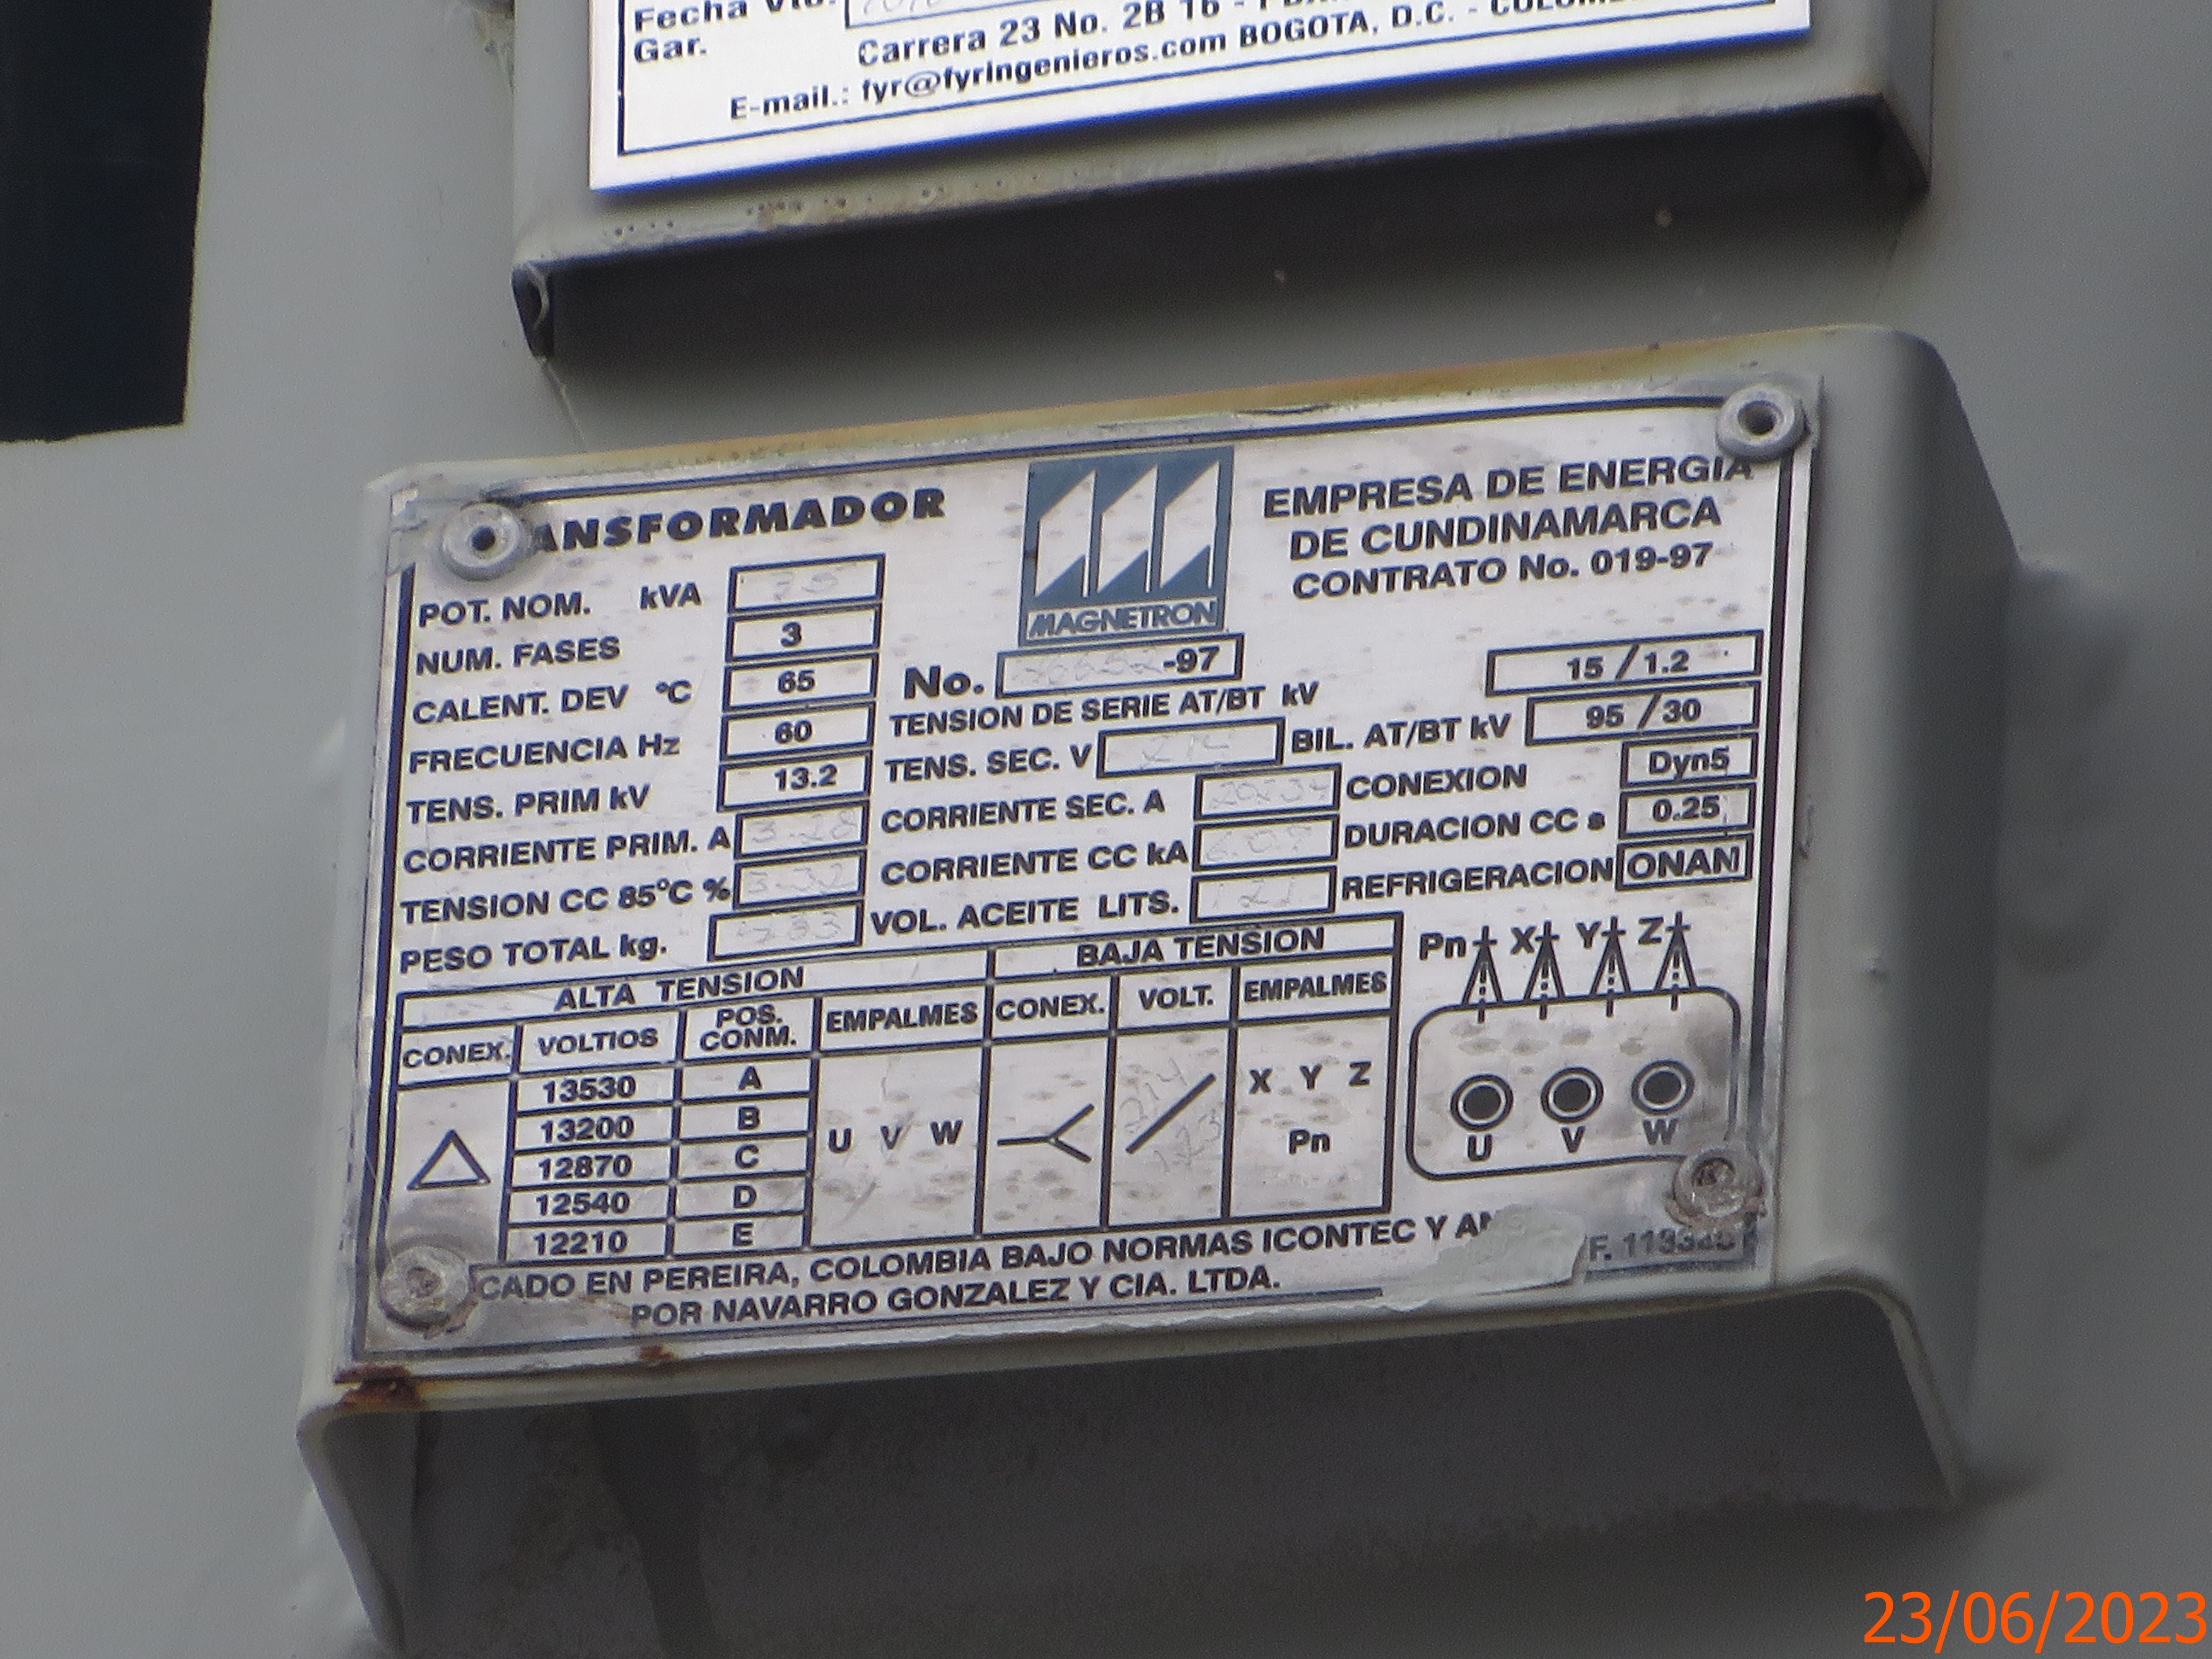 Fecha
Gar.
Carrera 23 No. 2B 16 -
E-mail.: fyr@fyringenieros.com BOGOTA, D.C. -
ANSFORMADOR
MAGNETRON
EMPRESA DE ENERGIA
DE CUNDINAMARCA
CONTRATO No. 019-97
POT. NOM. kVA
NUM. FASES 3
CALENT. DEV °C 65
FRECUENCIA Hz 60
TENS. PRIM kV 13.2
CORRIENTE PRIM. A 3.28
TENSION CC 85°C %
PESO TOTAL kg.
No. -97
TENSION DE SERIE AT/BT kV 15 / 1.2
TENS. SEC. V BIL. AT/BT kV 95 / 30
CORRIENTE SEC. A CONEXION Dyn5
CORRIENTE CC kA DURACION CC s 0.25
VOL. ACEITE LITS. REFRIGERACION ONAN
ALTA TENSION BAJA TENSION
CONEX. VOLTIOS POS. CONM. EMPALMES CONEX. VOLT. EMPALMES
13530 A
13200 B
12870 C
12540 D
12210 E
U V W
214
123
X Y Z
Pn
Pn X Y Z
U V W
CADO EN PEREIRA, COLOMBIA BAJO NORMAS ICONTEC Y
POR NAVARRO GONZALEZ Y CIA. LTDA.
23/06/2023